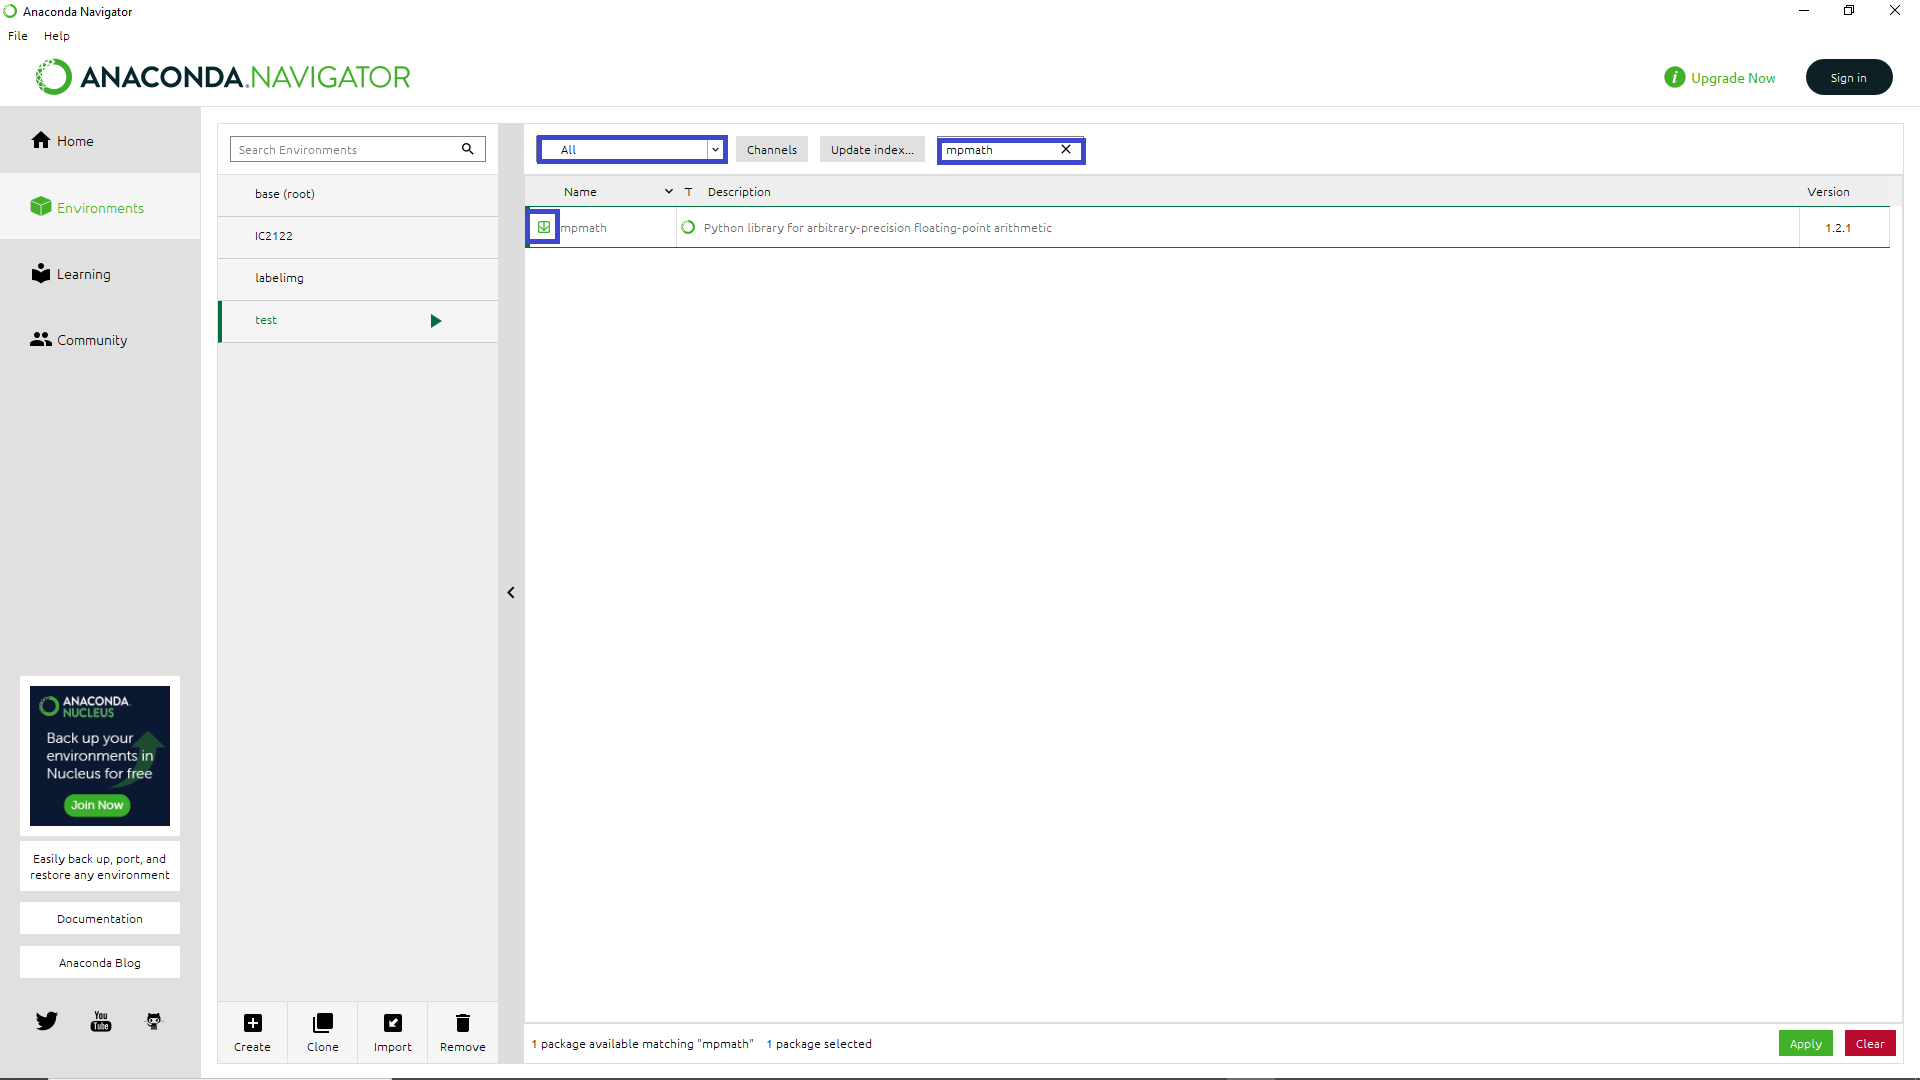 Anaconda Navigator
File Help
ANACONDA.NAVIGATOR
Upgrade Now
Sign in
Home
Environments
Learning
Community
Search Environments
base (root)
IC2122
labelimg
test
All
Channels
Update index...
mpmath
Name T Description Version
mpmath Python library for arbitrary-precision floating-point arithmetic 1.2.1
ANACONDA.
NUCLEUS
Back up your
environments in
Nucleus for free
Join Now
Easily back up, port, and
restore any environment
Documentation
Anaconda Blog
You
Tube
Create Clone Import Remove
1 package available matching "mpmath" 1 package selected
Apply
Clear